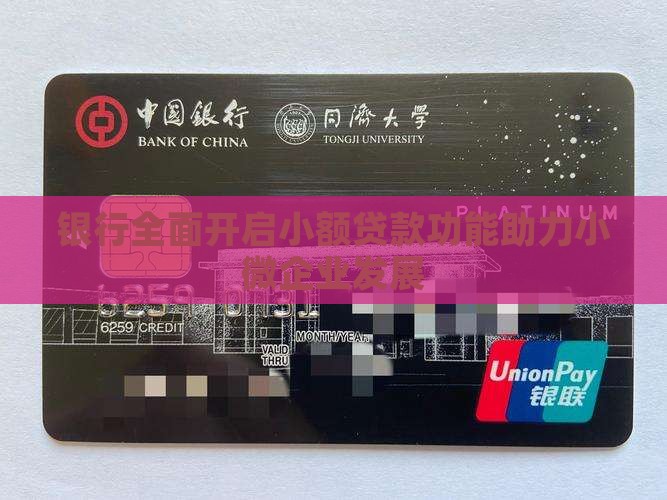 中国银行
BANK OF CHINA
同濟大學
TONGJI UNIVERSITY
PLATINUM
银行全面开启小额贷款功能助力小
微企业发展
6259
6259 CREDIT
MONTH/YEAR
VALID
THRU
UnionPay
银联